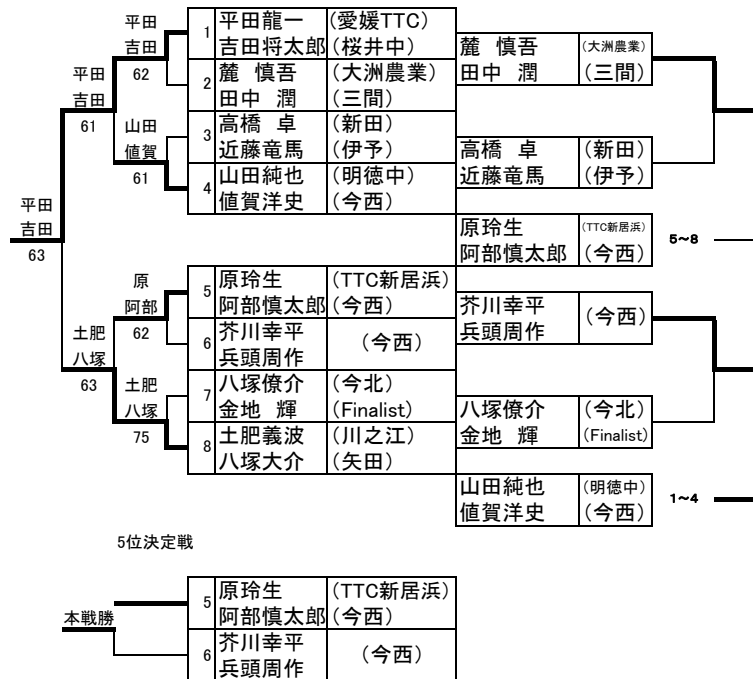 平田
吉田
62
平田
吉田
61
山田
値賀
61
平田
吉田
63
原
阿部
62
土肥
八塚
63
土肥
八塚
75
1 平田龍一 (愛媛TTC)
吉田将太郎 (桜井中)
2 麓 慎吾 (大洲農業)
田中 潤 (三間)
3 高橋 卓 (新田)
近藤竜馬 (伊予)
4 山田純也 (明徳中)
値賀洋史 (今西)
5 原玲生 (TTC新居浜)
阿部慎太郎 (今西)
6 芥川幸平 (今西)
兵頭周作
7 八塚僚介 (今北)
金地 輝 (Finalist)
8 土肥義波 (川之江)
八塚大介 (矢田)
麓 慎吾 (大洲農業)
田中 潤 (三間)
高橋 卓 (新田)
近藤竜馬 (伊予)
原玲生 (TTC新居浜)
阿部慎太郎 (今西)
5~8
芥川幸平 (今西)
兵頭周作
八塚僚介 (今北)
金地 輝 (Finalist)
山田純也 (明徳中)
値賀洋史 (今西)
1~4
5位決定戦
本戦勝
5 原玲生 (TTC新居浜)
阿部慎太郎 (今西)
6 芥川幸平 (今西)
兵頭周作